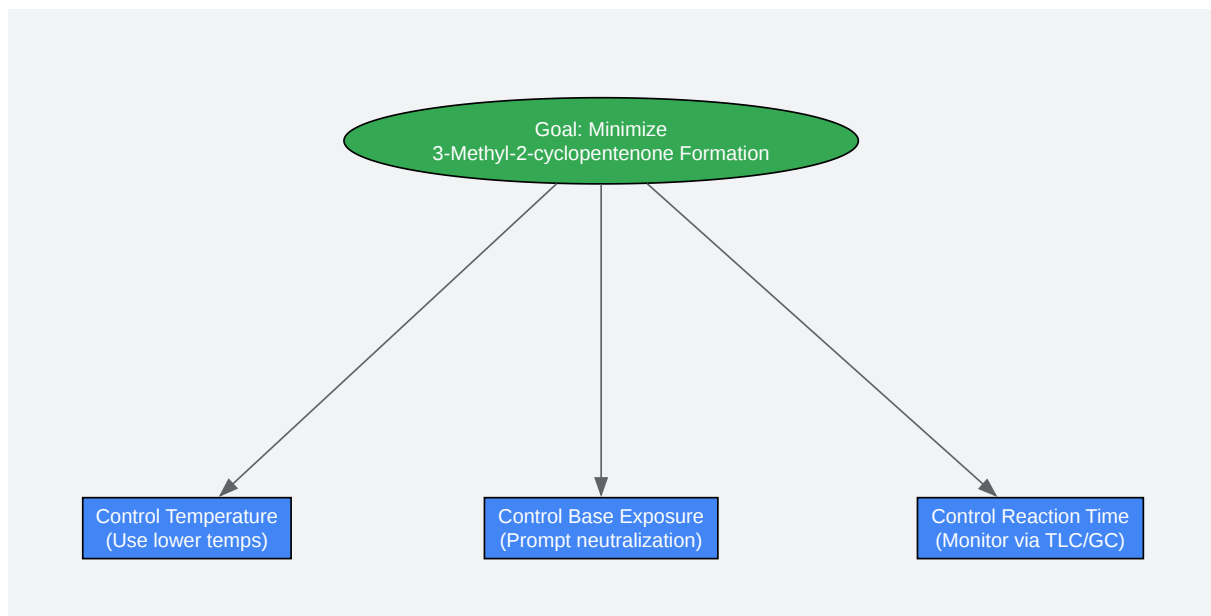 Goal: Minimize
3-Methyl-2-cyclopentenone Formation
Control Temperature
(Use lower temps)
Control Base Exposure
(Prompt neutralization)
Control Reaction Time
(Monitor via TLC/GC)